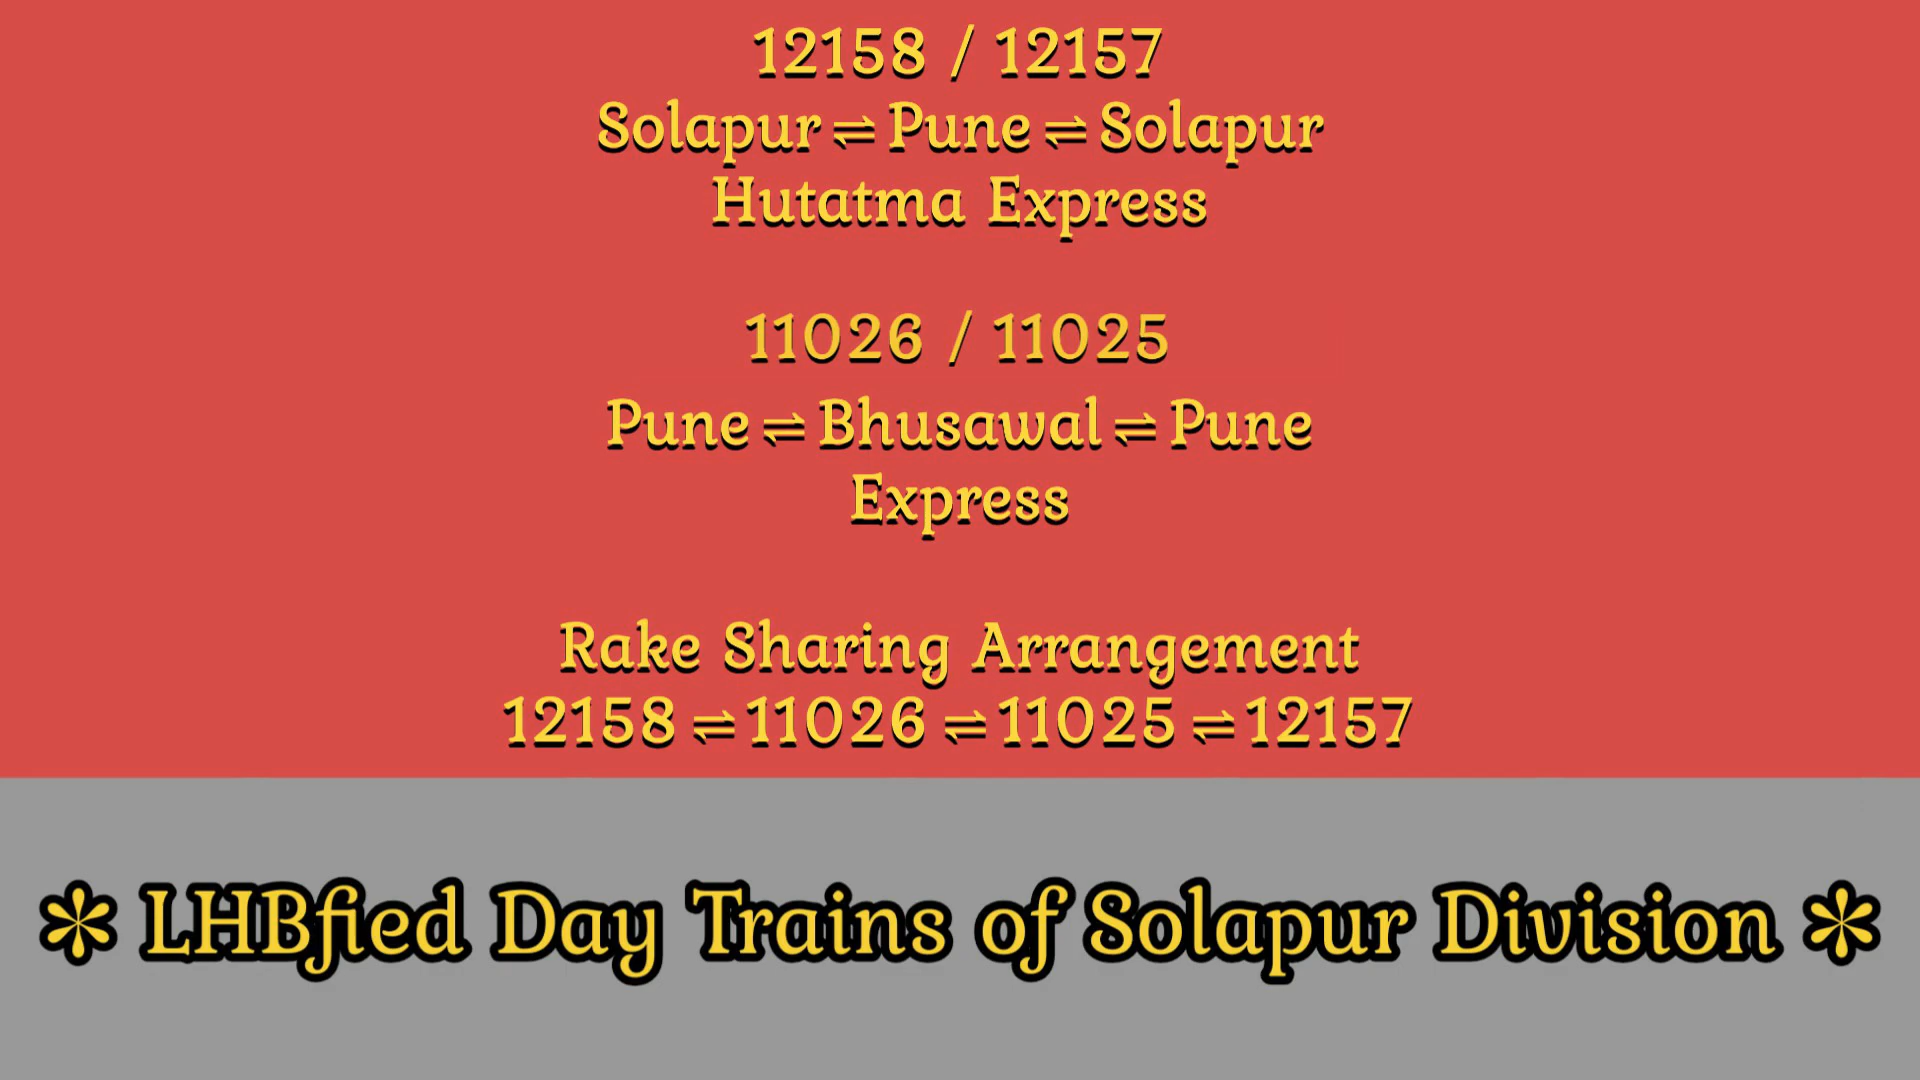 12158 / 12157
Solapur ⇌ Pune ⇌ Solapur
Hutatma Express
11026 / 11025
Pune ⇌ Bhusawal ⇌ Pune
Express
Rake Sharing Arrangement
12158 ⇌ 11026 ⇌ 11025 ⇌ 12157
* LHBfied Day Trains of Solapur Division *